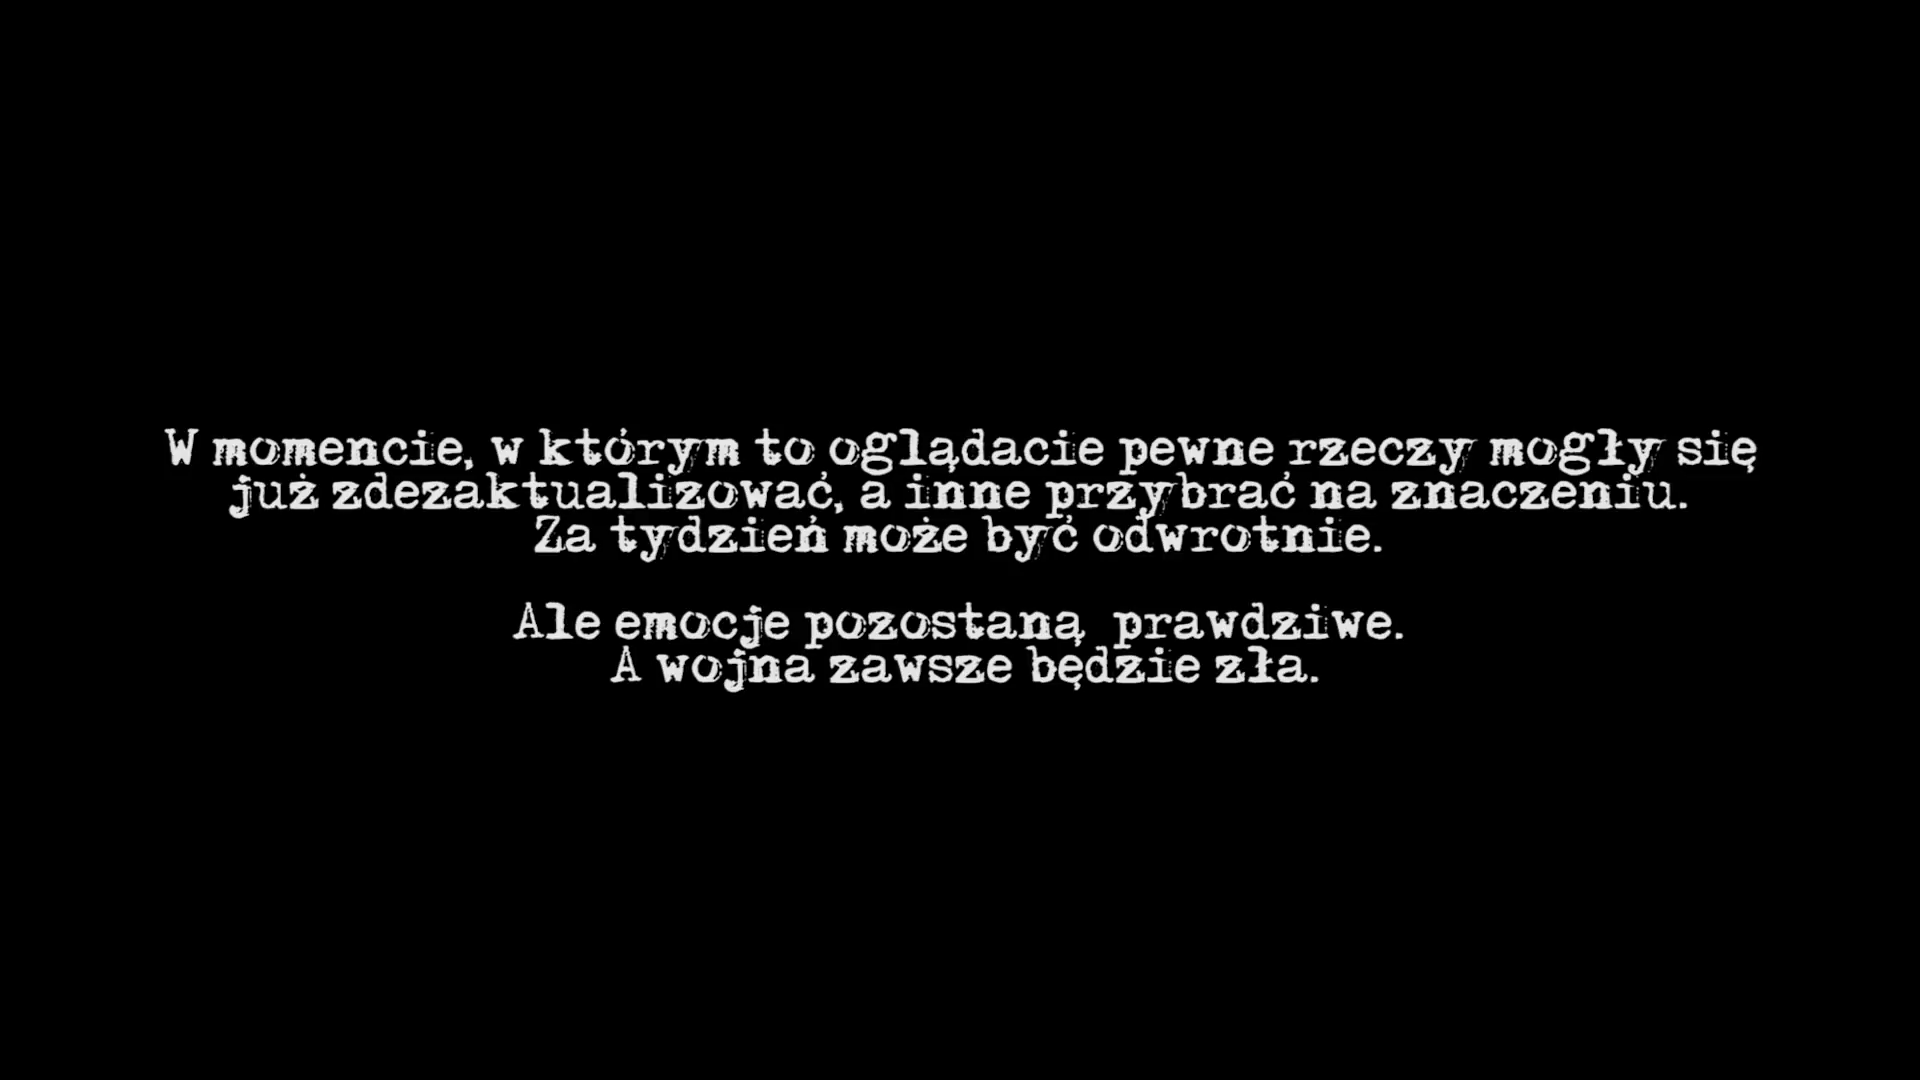 W momencie, w którym to oglądacie pewne rzeczy mogły się
już zdezaktualizować, a inne przybrać na znaczeniu.
Za tydzień może być odwrotnie.
Ale emocje pozostaną prawdziwe.
A wojna zawsze będzie zła.